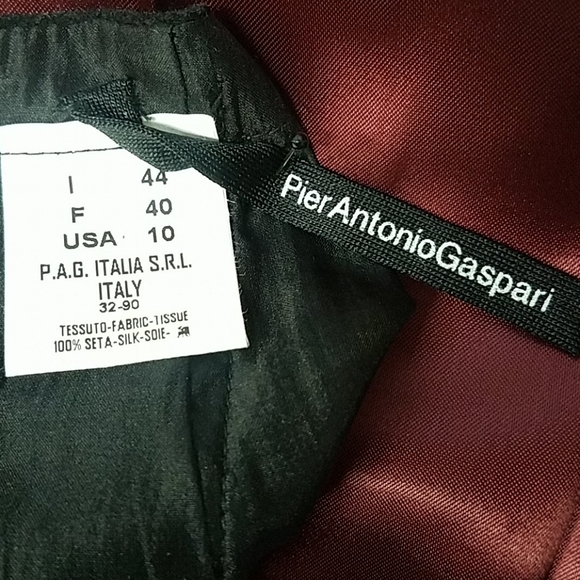 I 44
F 40
USA 10
P.A.G. ITALIA S.R.L.
ITALY
32-90
TESSUTO-FABRIC-TISSUE
100% SETA-SILK-SOIE-
PierAntonioGaspari